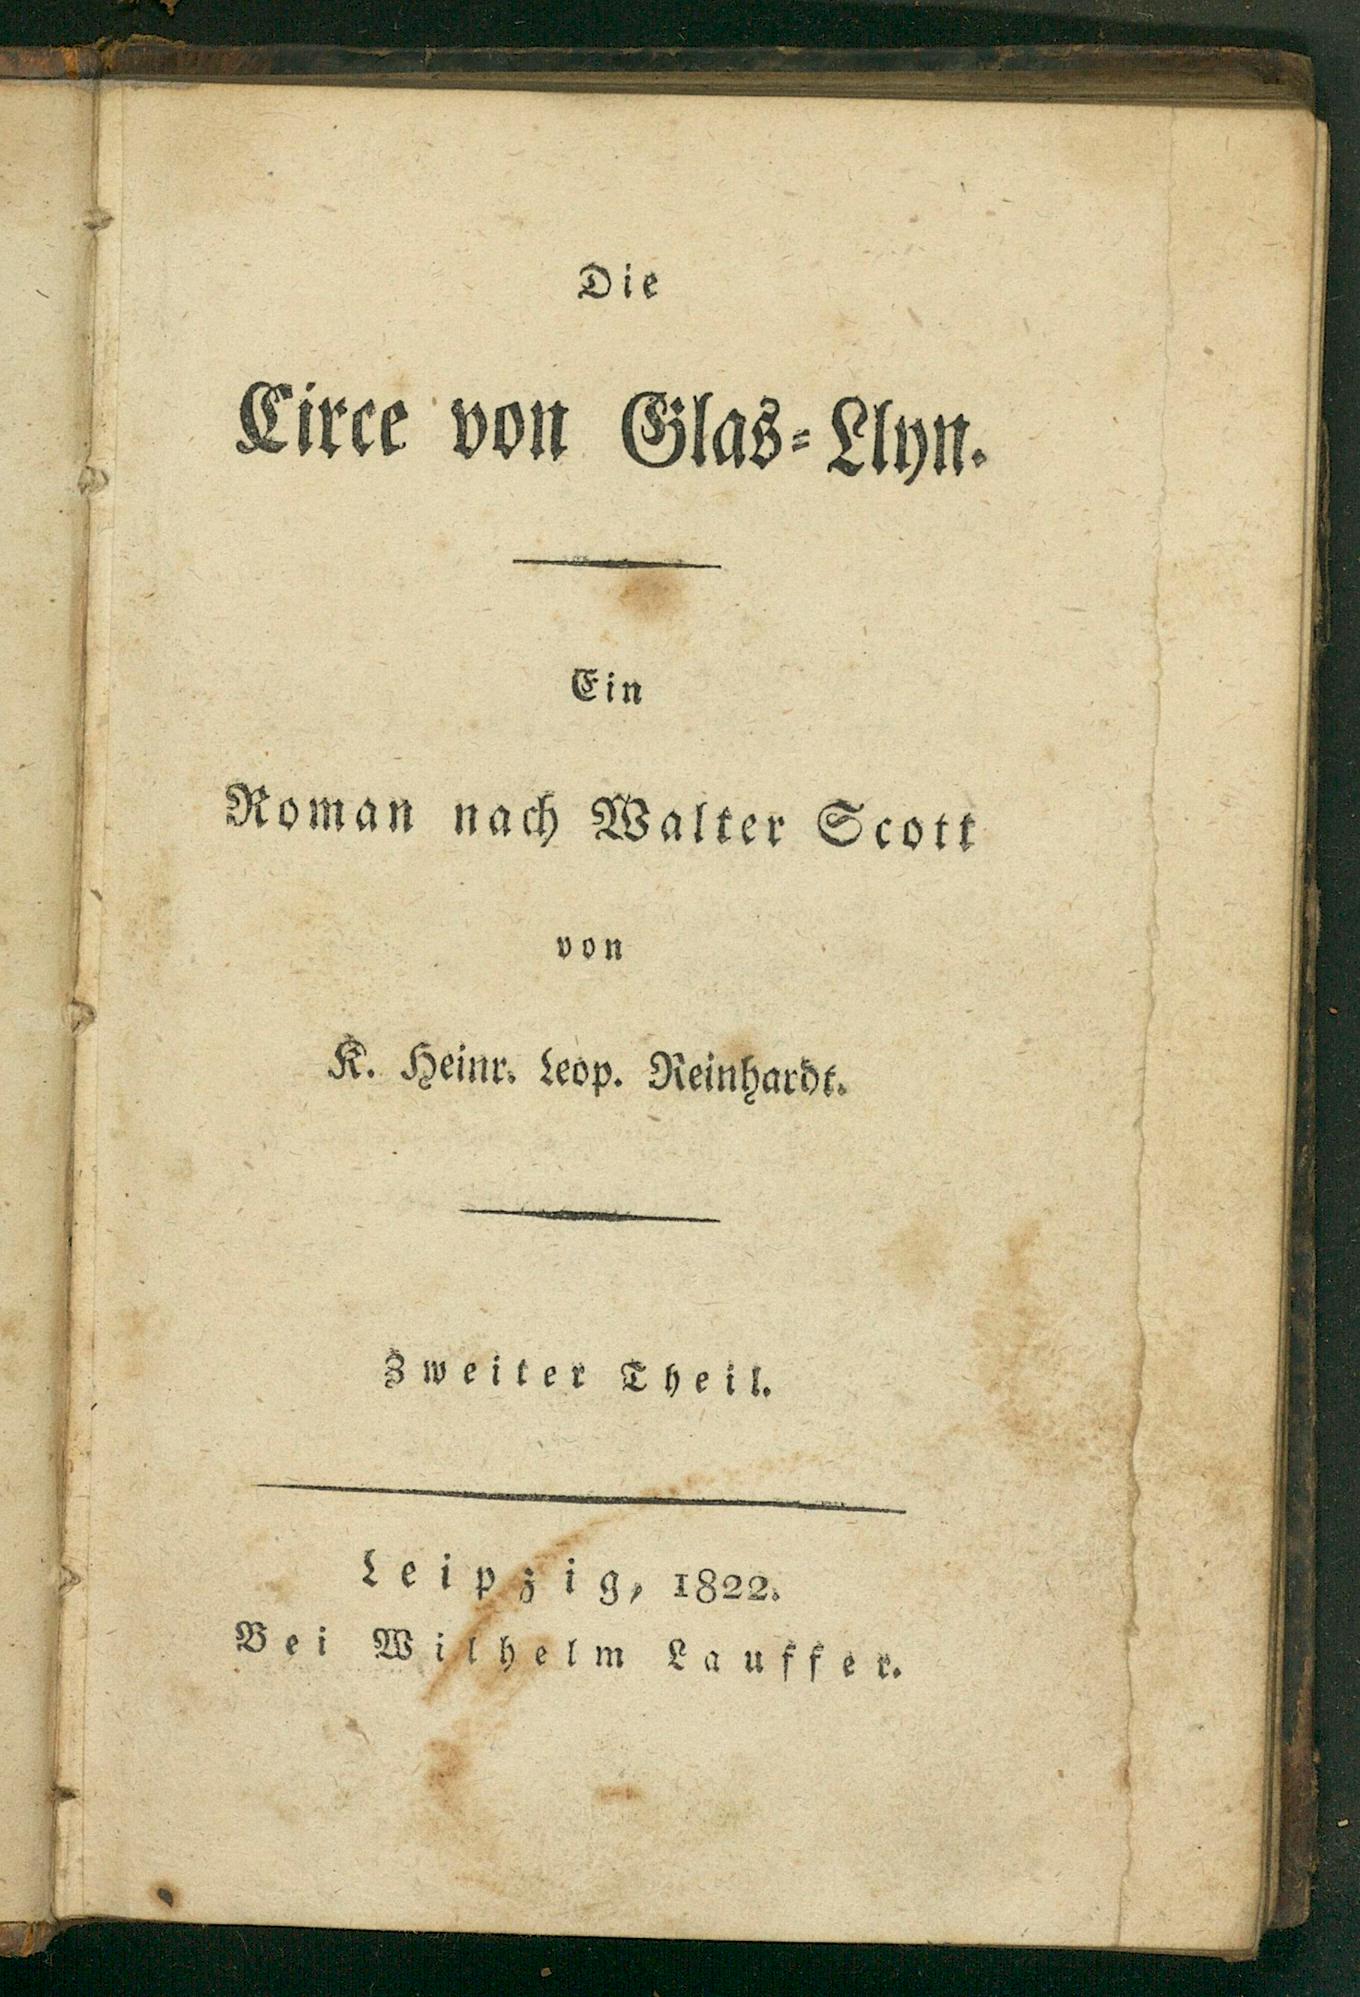 Die
Circe von Glas-Llyn.
Ein
Roman nach Walter Scott
von
K. Heinr. Leop. Reinhardt.
Zweiter Theil.
Leipzig, 1822.
Bei Wilhelm Lauffer.